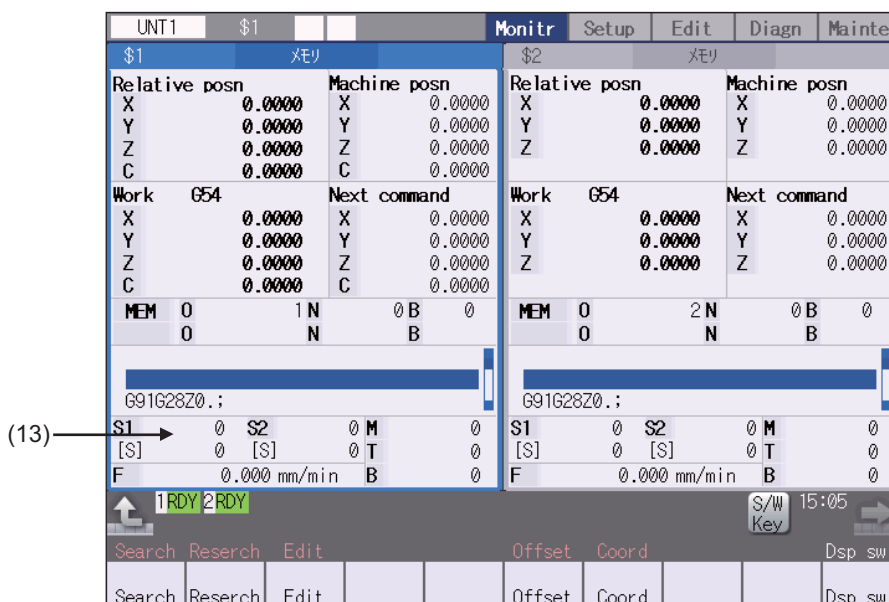 UNT1 $1 Monitr Setup Edit Diagn Mainte
$1 メモリ $2 メモリ
Relative posn Machine posn Relative posn Machine posn
X 0.0000 X 0.0000 X 0.0000 X 0.0000
Y 0.0000 Y 0.0000 Y 0.0000 Y 0.0000
Z 0.0000 Z 0.0000 Z 0.0000 Z 0.0000
C 0.0000 C 0.0000
Work G54 Next command Work G54 Next command
X 0.0000 X 0.0000 X 0.0000 X 0.0000
Y 0.0000 Y 0.0000 Y 0.0000 Y 0.0000
Z 0.0000 Z 0.0000 Z 0.0000 Z 0.0000
C 0.0000 C 0.0000
MEM O 1 N 0 B 0 MEM O 2 N 0 B 0
O N B O N B
G91G28Z0.; G91G28Z0.;
(13) S1 0 S2 0 M 0 S1 0 S2 0 M 0
[S] 0 [S] 0 T 0 [S] 0 [S] 0 T 0
F 0.000 mm/min B 0 F 0.000 mm/min B 0
1RDY 2RDY S/W Key 15:05
Search Reserch Edit Offset Coord Dsp sw
Search Reserch Edit Offset Coord Dsp sw